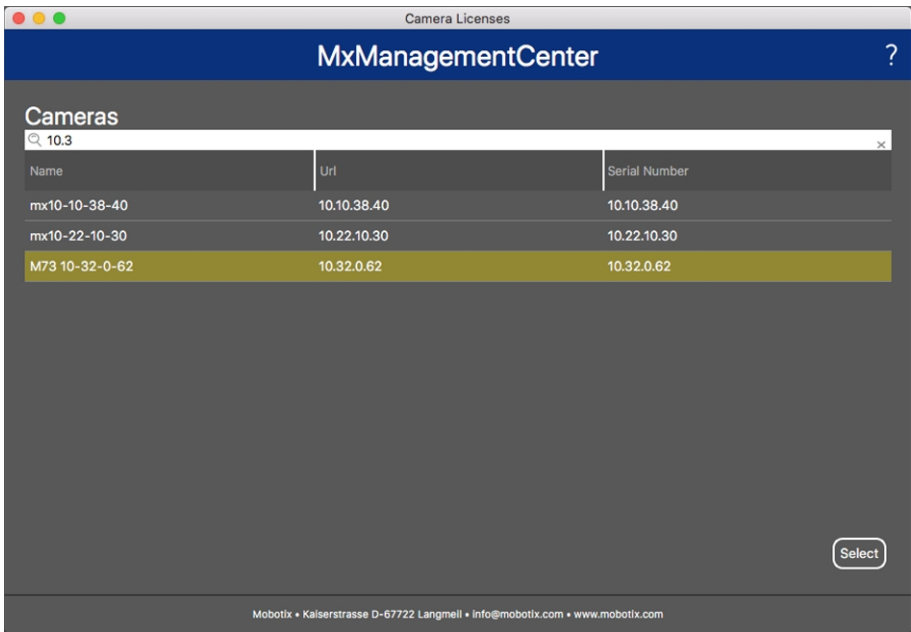 Camera Licenses
MxManagementCenter ?
Cameras
10.3
Name Url Serial Number
mx10-10-38-40 10.10.38.40 10.10.38.40
mx10-22-10-30 10.22.10.30 10.22.10.30
M73 10-32-0-62 10.32.0.62 10.32.0.62
Select
Mobotix • Kaiserstrasse D-67722 Langmeil • info@mobotix.com • www.mobotix.com